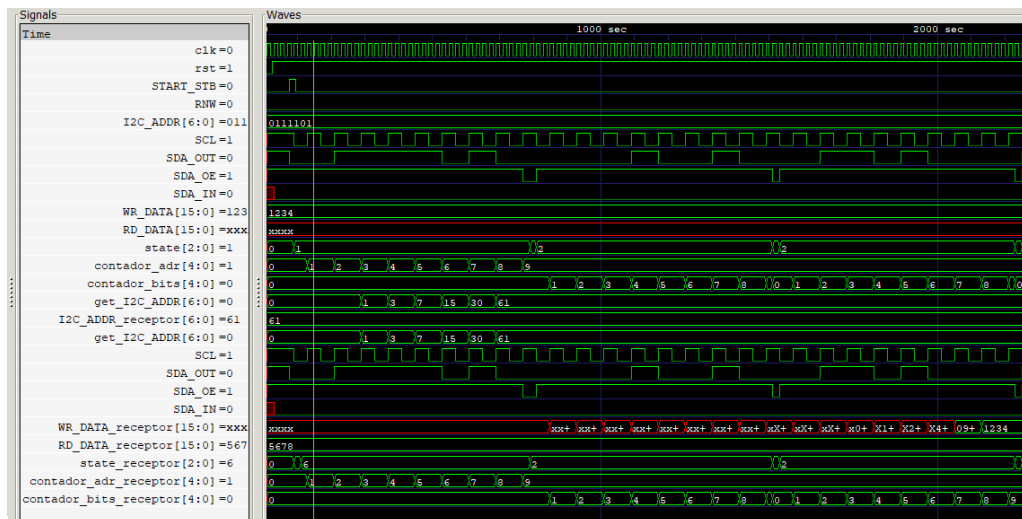 Signals
Waves
Time
1000 sec 2000 sec
clk=0
rst=1
START_STB=0
RNW=0
I2C_ADDR[6:0]=011 0111101
SCL=1
SDA_OUT=0
SDA_OE=1
SDA_IN=0
WR_DATA[15:0]=123 1234
RD_DATA[15:0]=xxx xxxx
state[2:0]=1 0 1 2 2
contador_adr[4:0]=1 0 1 2 3 4 5 6 7 8 9
contador_bits[4:0]=0 0 1 2 3 4 5 6 7 8 0 1 2 3 4 5 6 7 8 0
get_I2C_ADDR[6:0]=0 0 1 3 7 15 30 61
I2C_ADDR_receptor[6:0]=61 61
get_I2C_ADDR[6:0]=0 0 1 3 7 15 30 61
SCL=1
SDA_OUT=0
SDA_OE=1
SDA_IN=0
WR_DATA_receptor[15:0]=xxx xxxx xx+ xx+ xx+ xx+ xx+ xx+ xx+ xx+ xX+ xX+ xX+ x0+ X1+ X2+ X4+ 09+ 1234
RD_DATA_receptor[15:0]=567 5678
state_receptor[2:0]=6 0 6 2 2
contador_adr_receptor[4:0]=1 0 1 2 3 4 5 6 7 8 9
contador_bits_receptor[4:0]=0 0 1 2 3 4 5 6 7 8 0 1 2 3 4 5 6 7 8 9